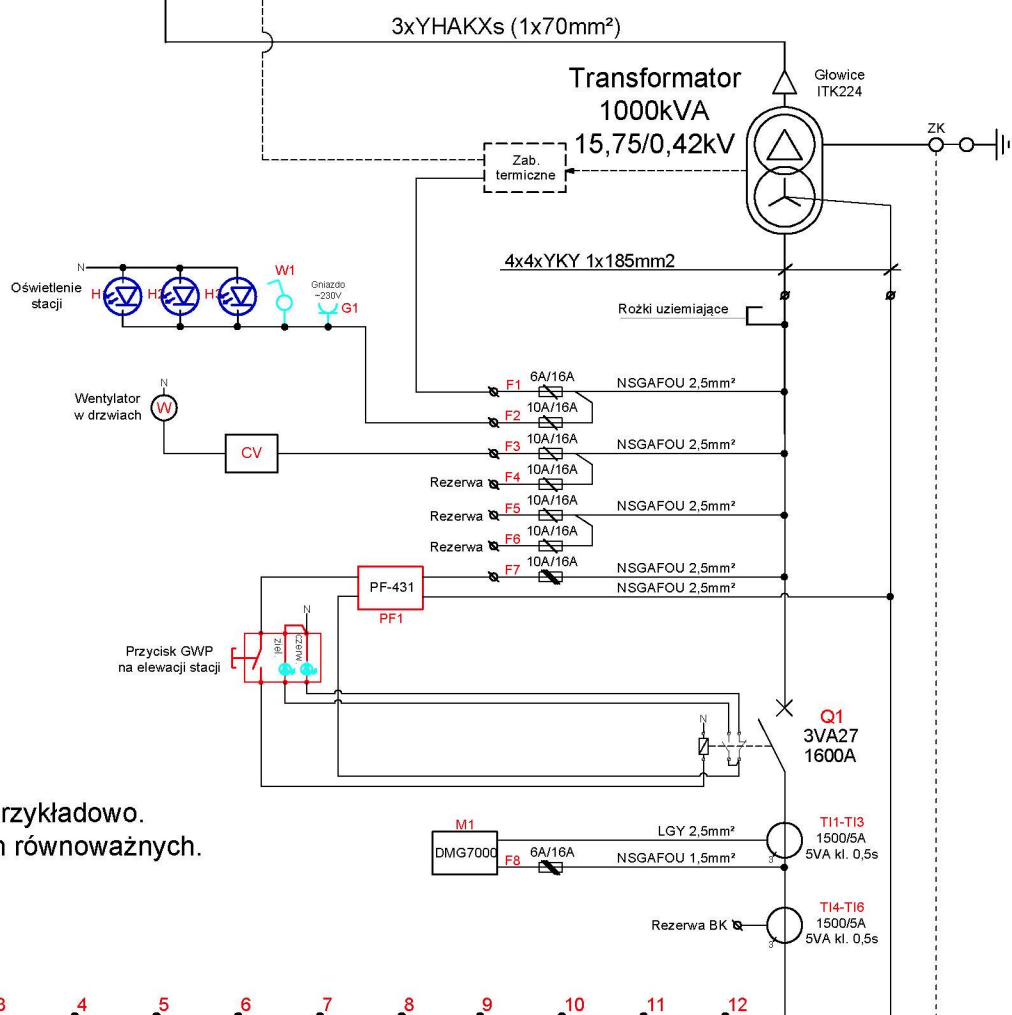 3xYHAKXs (1x70mm²)
Transformator
1000kVA
15,75/0,42kV
Głowice
ITK224
ZK
Zab.
termiczne
4x4xYKY 1x185mm2
N
W1
Gniazdo
~230V
G1
Oświetlenie
stacji
H
H2
H3
Rożki uziemiające
N
Wentylator
w drzwiach
W
CV
F1 6A/16A NSGAFOU 2,5mm²
F2 10A/16A
F3 10A/16A NSGAFOU 2,5mm²
Rezerwa F4 10A/16A
Rezerwa F5 10A/16A NSGAFOU 2,5mm²
Rezerwa F6 10A/16A
F7 10A/16A NSGAFOU 2,5mm²
NSGAFOU 2,5mm²
PF-431
PF1
N
Przycisk GWP
na elewacji stacji
ziel.
czerw.
N
Q1
3VA27
1600A
rzykładowo.
h równoważnych.
M1
DMG7000
LGY 2,5mm²
F8 6A/16A NSGAFOU 1,5mm²
TI1-TI3
1500/5A
5VA kl. 0,5s
3
Rezerwa BK
TI4-TI6
1500/5A
5VA kl. 0,5s
3
3 4 5 6 7 8 9 10 11 12